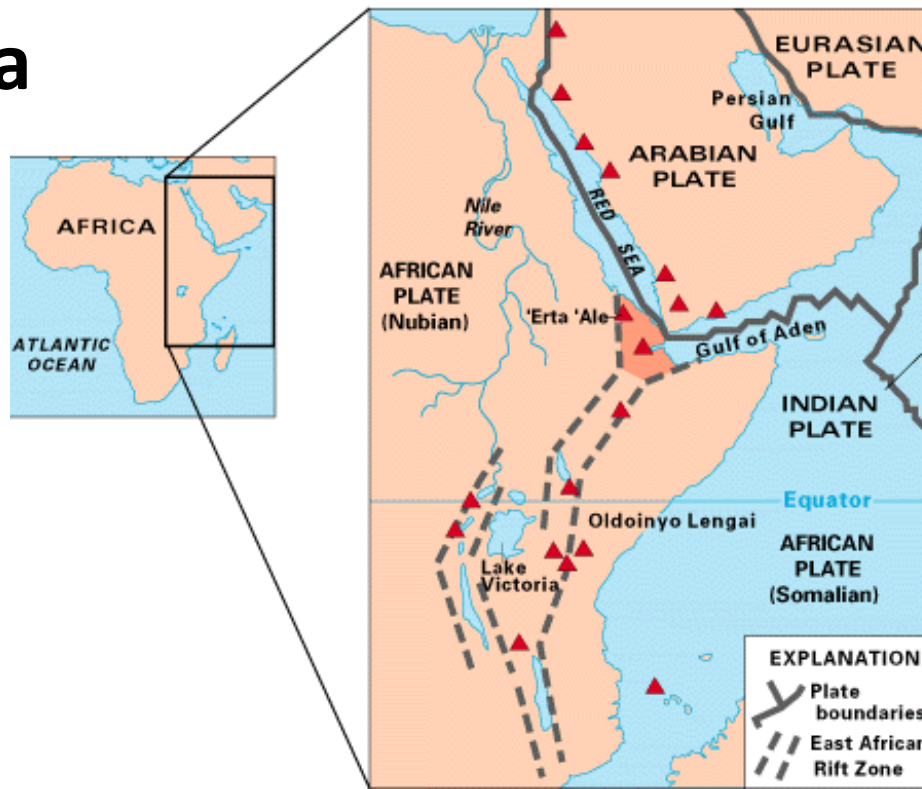 a
AFRICA
ATLANTIC
OCEAN
EURASIAN
PLATE
Persian
Gulf
ARABIAN
PLATE
RED
SEA
Nile
River
AFRICAN
PLATE
(Nubian)
'Erta 'Ale
Gulf of Aden
INDIAN
PLATE
Equator
Oldoinyo Lengai
Lake
Victoria
AFRICAN
PLATE
(Somalian)
EXPLANATION
Plate
boundaries
East African
Rift Zone